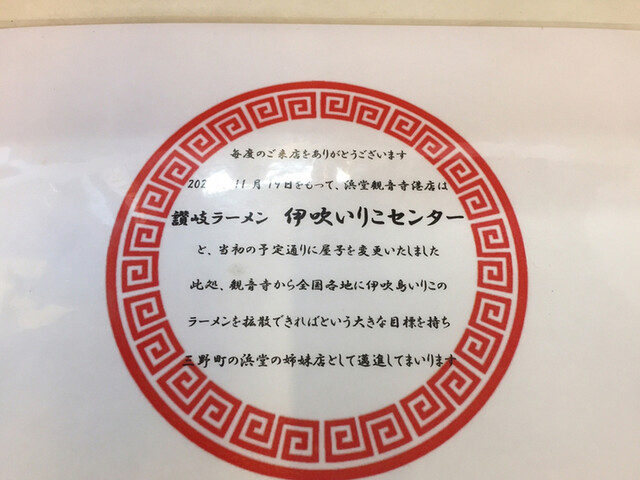 毎度のご来店をありがとうございます
11月19日をもって、浜堂観音寺港店は
讃岐ラーメン 伊吹いりこセンター
と、当初の予定通りに屋号を変更いたしました
此処、観音寺から全国各地に伊吹島いりこの
ラーメンを拡散できればという大きな目標を持ち
三野町の浜堂の姉妹店として邁進してまいります